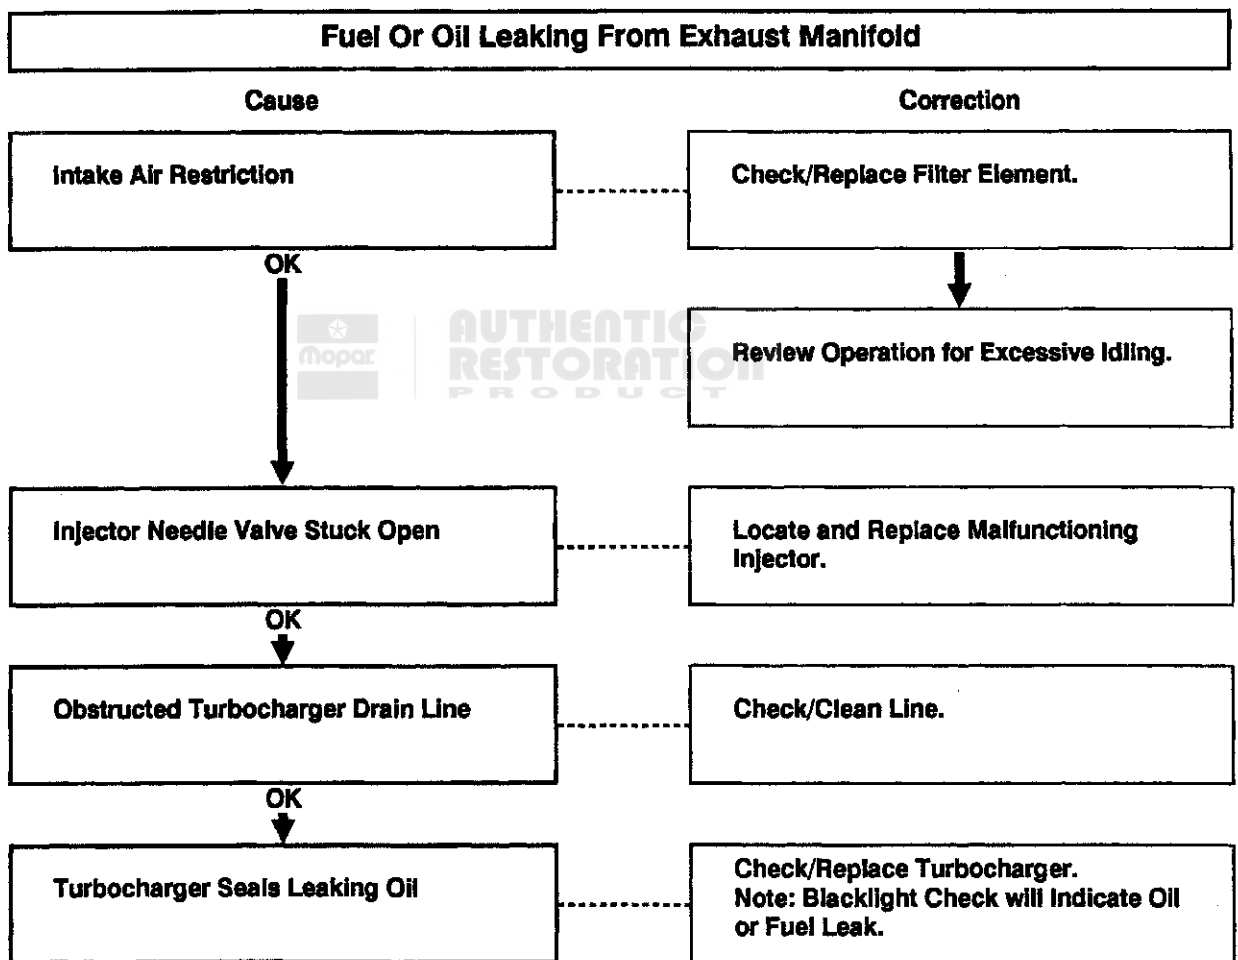 Fuel Or Oil Leaking From Exhaust Manifold
Cause
Correction
Intake Air Restriction
Check/Replace Filter Element.
OK
Mopar
AUTHENTIC
RESTORATION
PRODUCT
Review Operation for Excessive Idling.
Injector Needle Valve Stuck Open
Locate and Replace Malfunctioning
Injector.
OK
Obstructed Turbocharger Drain Line
Check/Clean Line.
OK
Turbocharger Seals Leaking Oil
Check/Replace Turbocharger.
Note: Blacklight Check will Indicate Oil
or Fuel Leak.